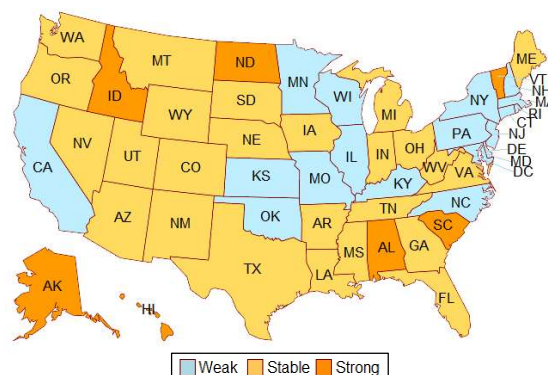 WA
MT
ND
MN
ME
OR
ID
SD
WI
VT
NH
MA
WY
MI
NY
RI
CT
NV
NE
IA
PA
NJ
UT
CO
IL
IN
OH
DE
MD
DC
CA
KS
MO
KY
WV
VA
AZ
NM
OK
AR
TN
NC
SC
TX
LA
MS
AL
GA
FL
AK
HI
Weak
Stable
Strong